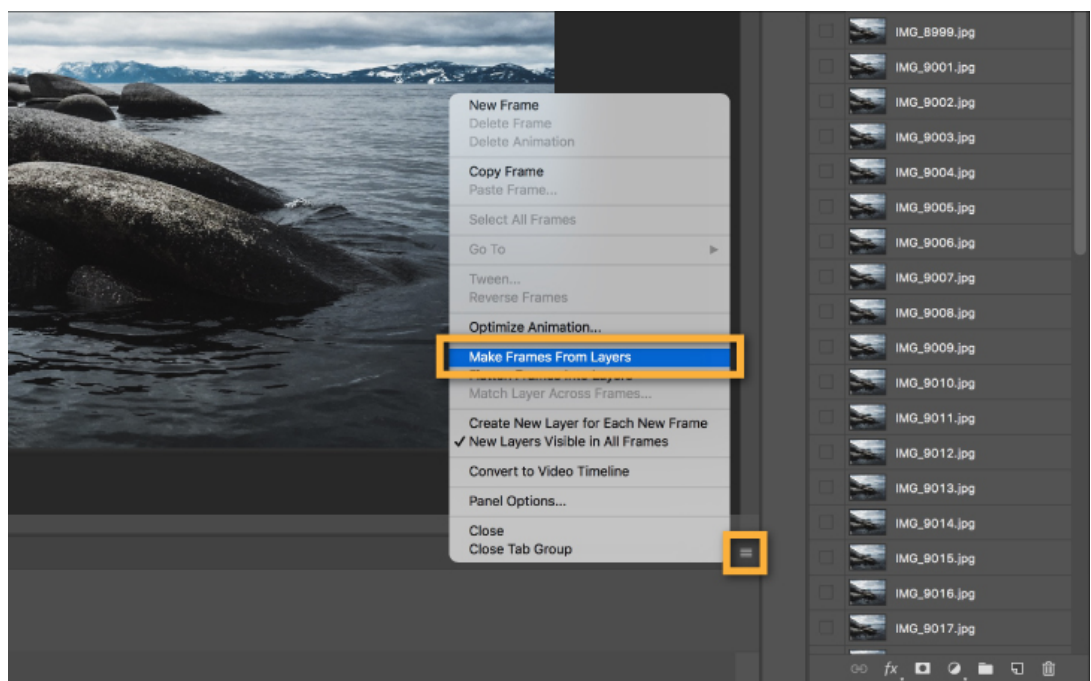 New Frame
Delete Frame
Delete Animation
Copy Frame
Paste Frame...
Select All Frames
Go To
Tween...
Reverse Frames
Optimize Animation...
Make Frames From Layers
Flatten Frames Into Layers
Match Layer Across Frames...
Create New Layer for Each New Frame
✓ New Layers Visible in All Frames
Convert to Video Timeline
Panel Options...
Close
Close Tab Group
IMG_8999.jpg
IMG_9001.jpg
IMG_9002.jpg
IMG_9003.jpg
IMG_9004.jpg
IMG_9005.jpg
IMG_9006.jpg
IMG_9007.jpg
IMG_9008.jpg
IMG_9009.jpg
IMG_9010.jpg
IMG_9011.jpg
IMG_9012.jpg
IMG_9013.jpg
IMG_9014.jpg
IMG_9015.jpg
IMG_9016.jpg
IMG_9017.jpg
fx